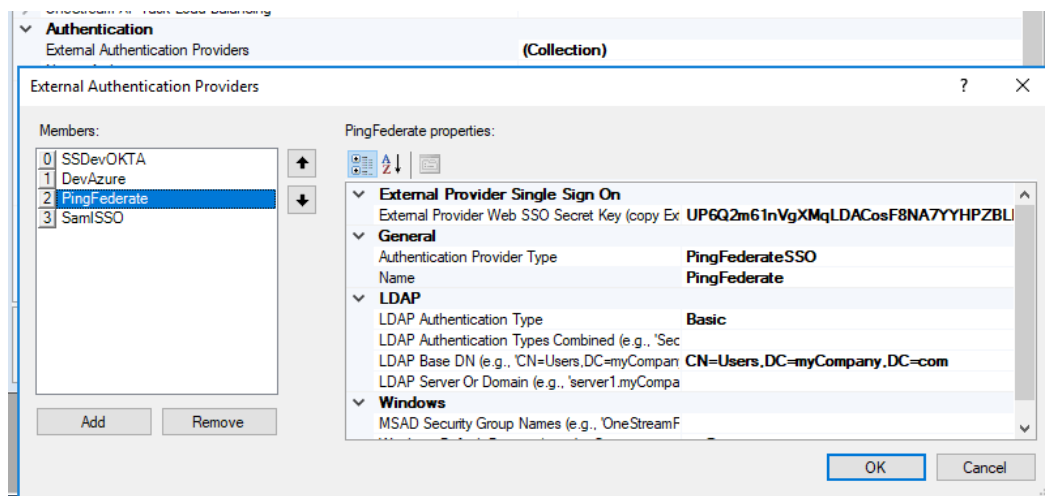 Authentication
External Authentication Providers (Collection)
External Authentication Providers ? ×
Members: PingFederate properties:
0 SSDevOKTA
1 DevAzure
2 PingFederate
3 SamlSSO
External Provider Single Sign On
External Provider Web SSO Secret Key (copy Ext UP6Q2m61nVgXMqLDACosF8NA7YYHPZBL
General
Authentication Provider Type PingFederateSSO
Name PingFederate
LDAP
LDAP Authentication Type Basic
LDAP Authentication Types Combined (e.g., 'Sec
LDAP Base DN (e.g., 'CN=Users,DC=myCompany CN=Users,DC=myCompany,DC=com
LDAP Server Or Domain (e.g., 'server1.myCompa
Windows
MSAD Security Group Names (e.g., 'OneStreamF
Add Remove
OK Cancel